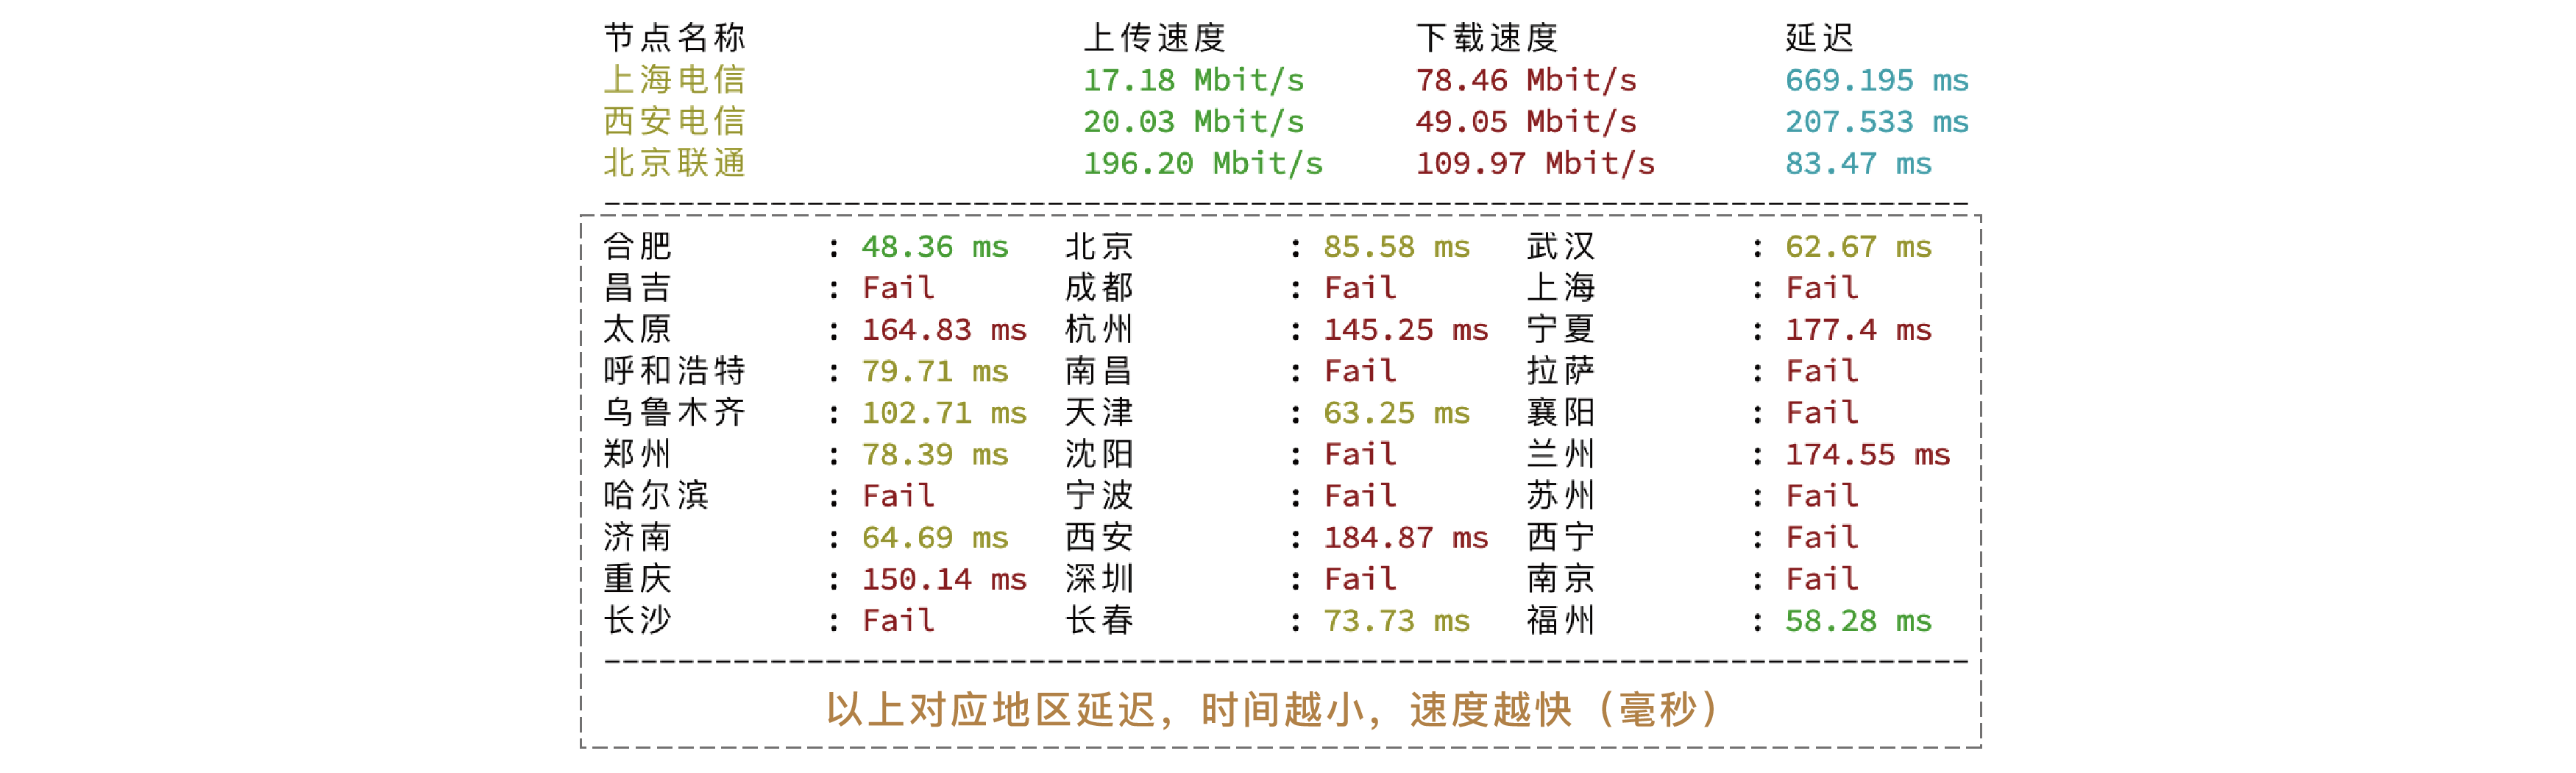 节点名称 上传速度 下载速度 延迟
上海电信 17.18 Mbit/s 78.46 Mbit/s 669.195 ms
西安电信 20.03 Mbit/s 49.05 Mbit/s 207.533 ms
北京联通 196.20 Mbit/s 109.97 Mbit/s 83.47 ms
合肥 : 48.36 ms 北京 : 85.58 ms 武汉 : 62.67 ms
昌吉 : Fail 成都 : Fail 上海 : Fail
太原 : 164.83 ms 杭州 : 145.25 ms 宁夏 : 177.4 ms
呼和浩特 : 79.71 ms 南昌 : Fail 拉萨 : Fail
乌鲁木齐 : 102.71 ms 天津 : 63.25 ms 襄阳 : Fail
郑州 : 78.39 ms 沈阳 : Fail 兰州 : 174.55 ms
哈尔滨 : Fail 宁波 : Fail 苏州 : Fail
济南 : 64.69 ms 西安 : 184.87 ms 西宁 : Fail
重庆 : 150.14 ms 深圳 : Fail 南京 : Fail
长沙 : Fail 长春 : 73.73 ms 福州 : 58.28 ms
以上对应地区延迟，时间越小，速度越快（毫秒）